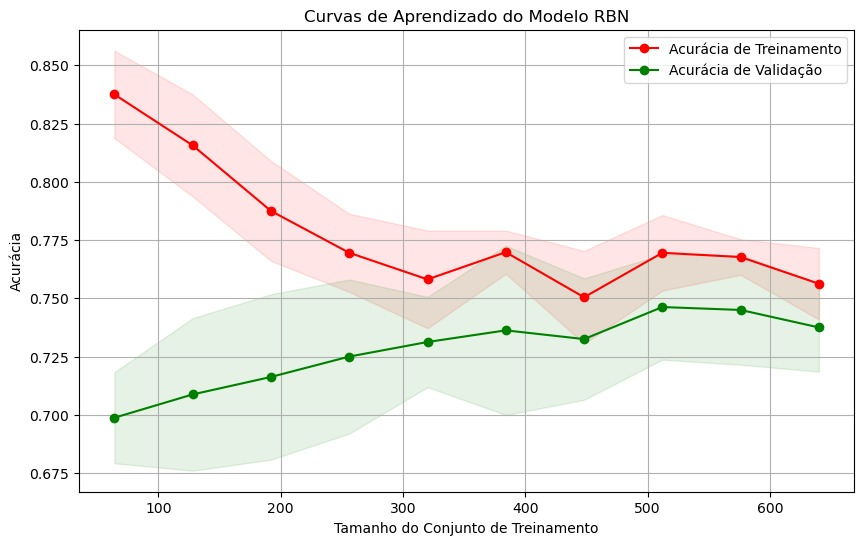 Curvas de Aprendizado do Modelo RBN
Acurácia de Treinamento
Acurácia de Validação
0.850
0.825
0.800
0.775
0.750
0.725
0.700
0.675
Acurácia
100 200 300 400 500 600
Tamanho do Conjunto de Treinamento